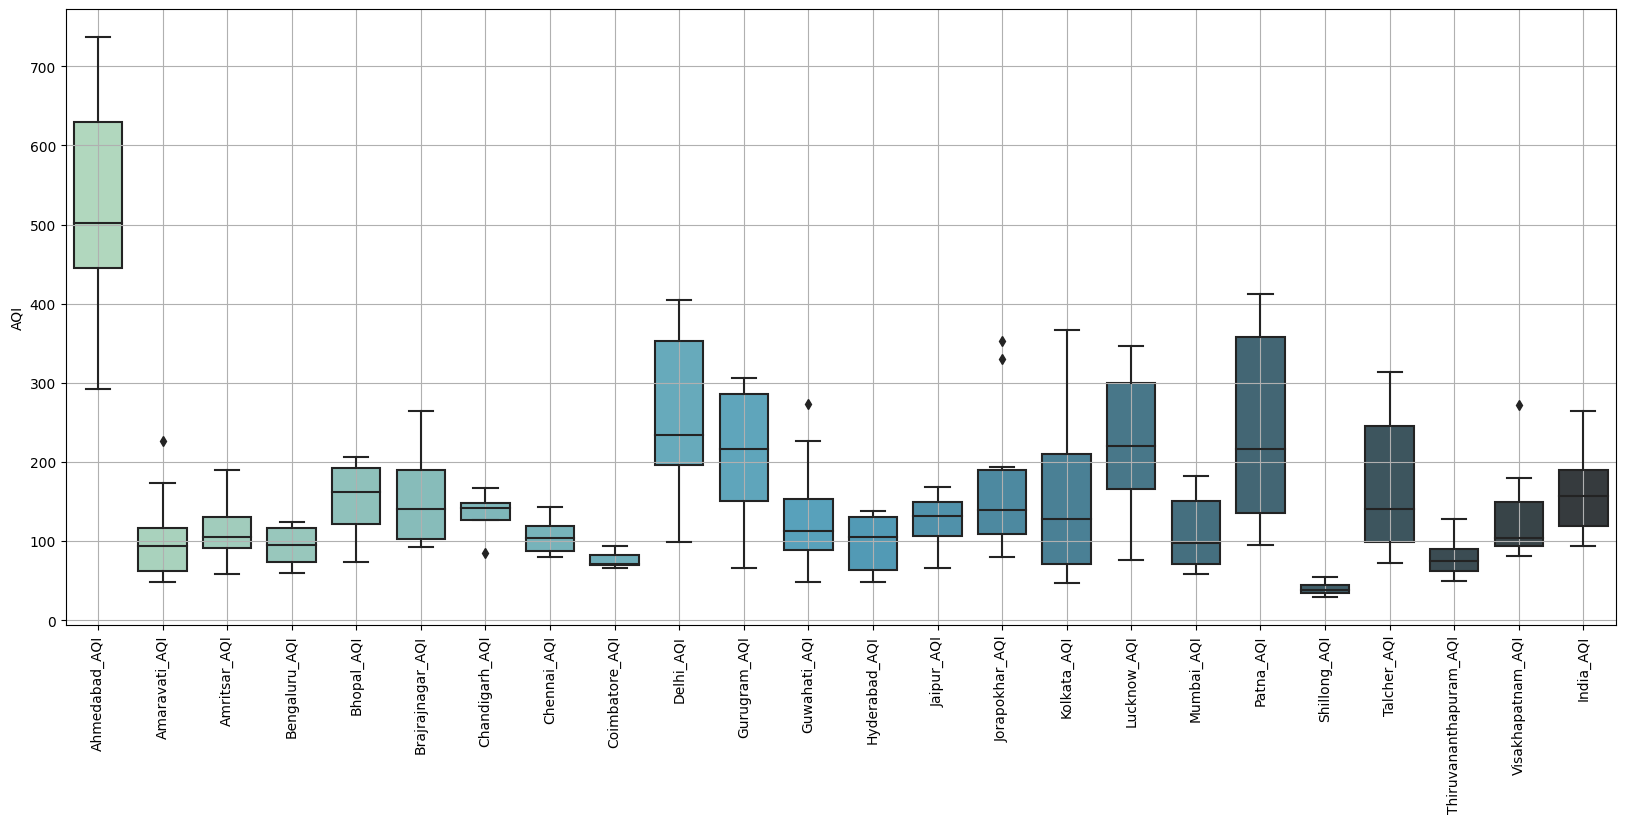 AQI
700
600
500
400
300
200
100
0
Ahmedabad_AQI
Amaravati_AQI
Amritsar_AQI
Bengaluru_AQI
Bhopal_AQI
Brajrajnagar_AQI
Chandigarh_AQI
Chennai_AQI
Coimbatore_AQI
Delhi_AQI
Gurugram_AQI
Guwahati_AQI
Hyderabad_AQI
Jaipur_AQI
Jorapokhar_AQI
Kolkata_AQI
Lucknow_AQI
Mumbai_AQI
Patna_AQI
Shillong_AQI
Talcher_AQI
Thiruvananthapuram_AQI
Visakhapatnam_AQI
India_AQI